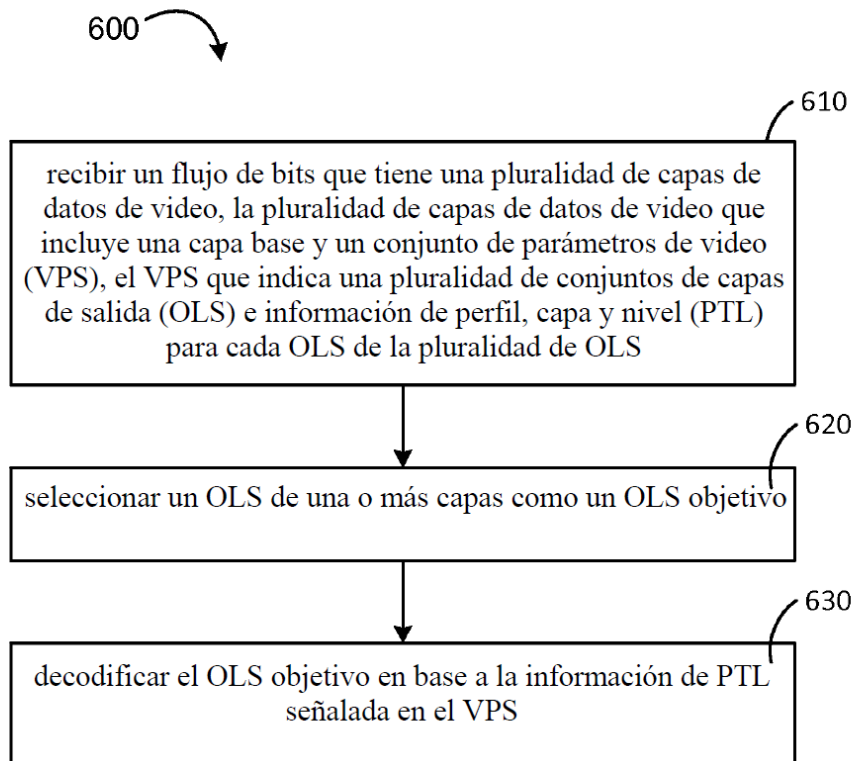 600
610
recibir un flujo de bits que tiene una pluralidad de capas de
datos de video, la pluralidad de capas de datos de video que
incluye una capa base y un conjunto de parámetros de video
(VPS), el VPS que indica una pluralidad de conjuntos de capas
de salida (OLS) e información de perfil, capa y nivel (PTL)
para cada OLS de la pluralidad de OLS
620
seleccionar un OLS de una o más capas como un OLS objetivo
630
decodificar el OLS objetivo en base a la información de PTL
señalada en el VPS